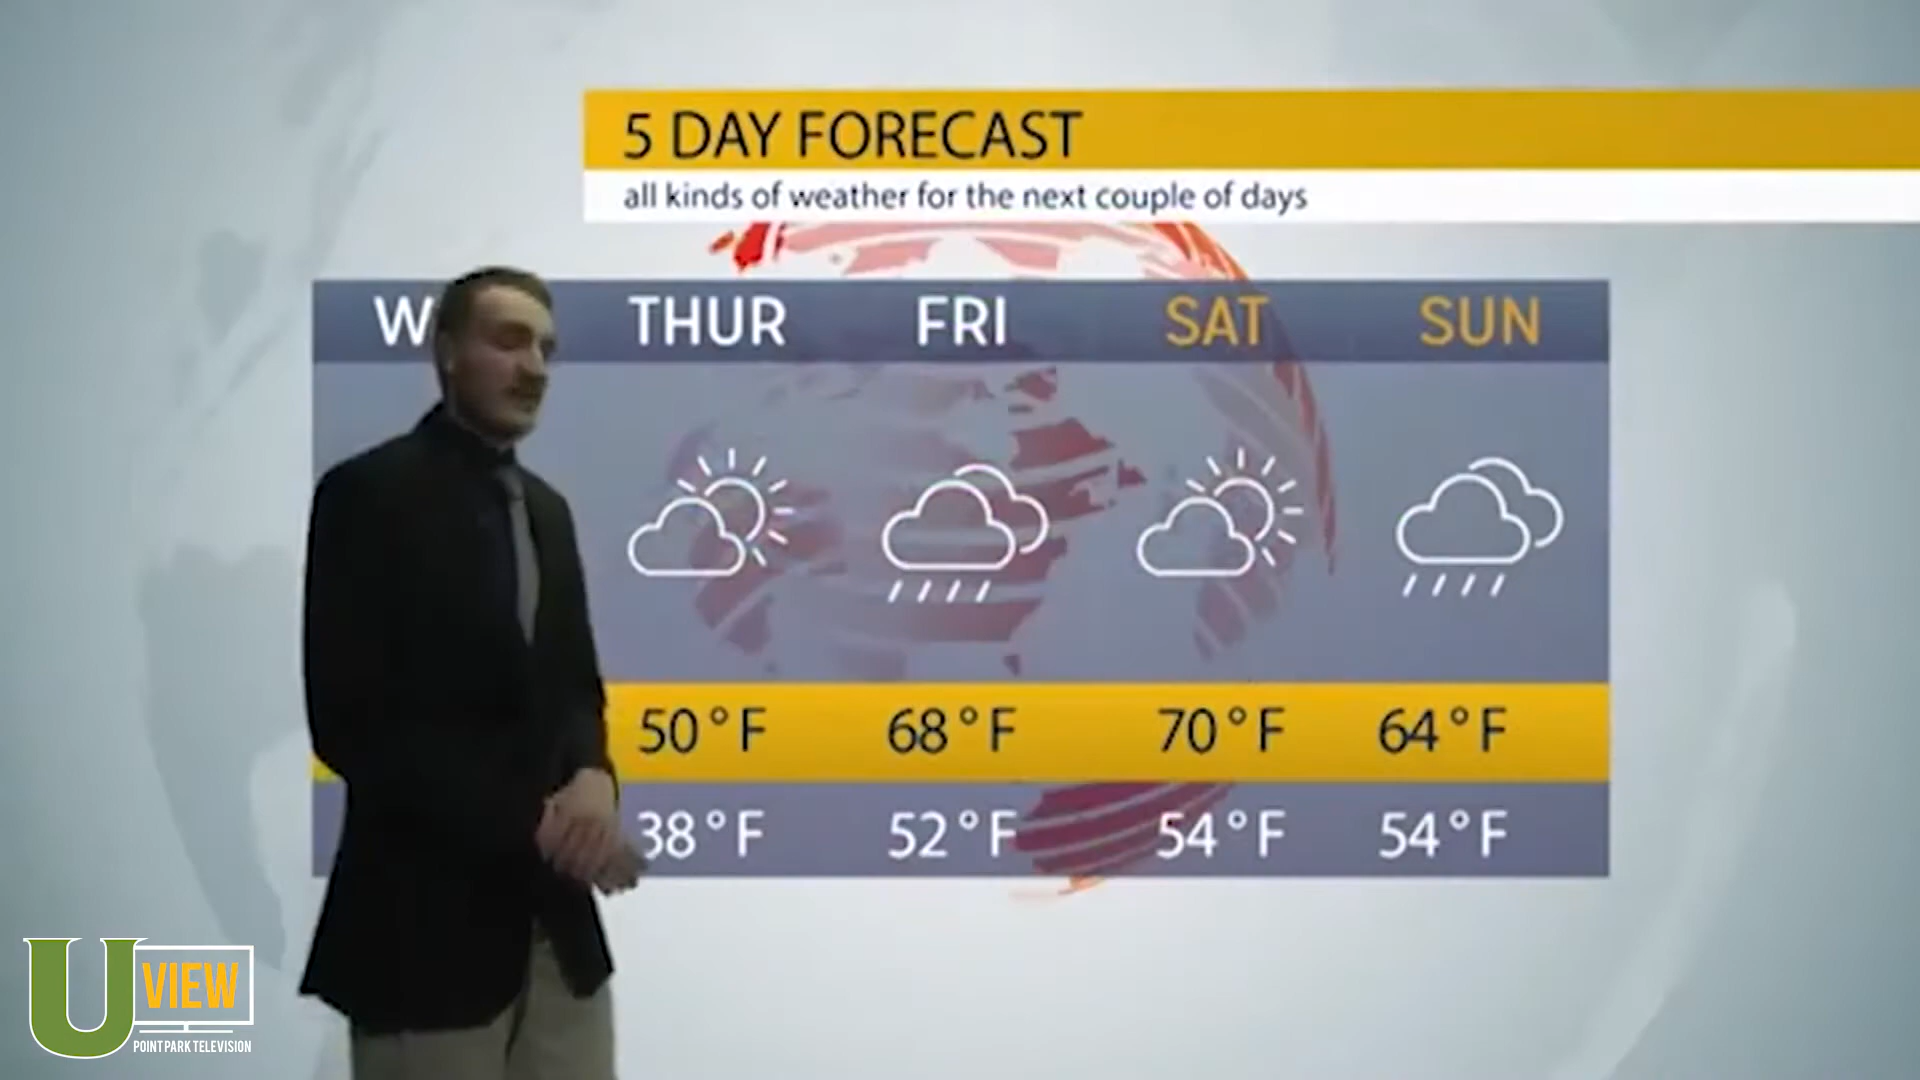 5 DAY FORECAST
all kinds of weather for the next couple of days
THUR FRI SAT SUN
50°F 68°F 70°F 64°F
38°F 52°F 54°F 54°F
U VIEW
POINT PARK TELEVISION